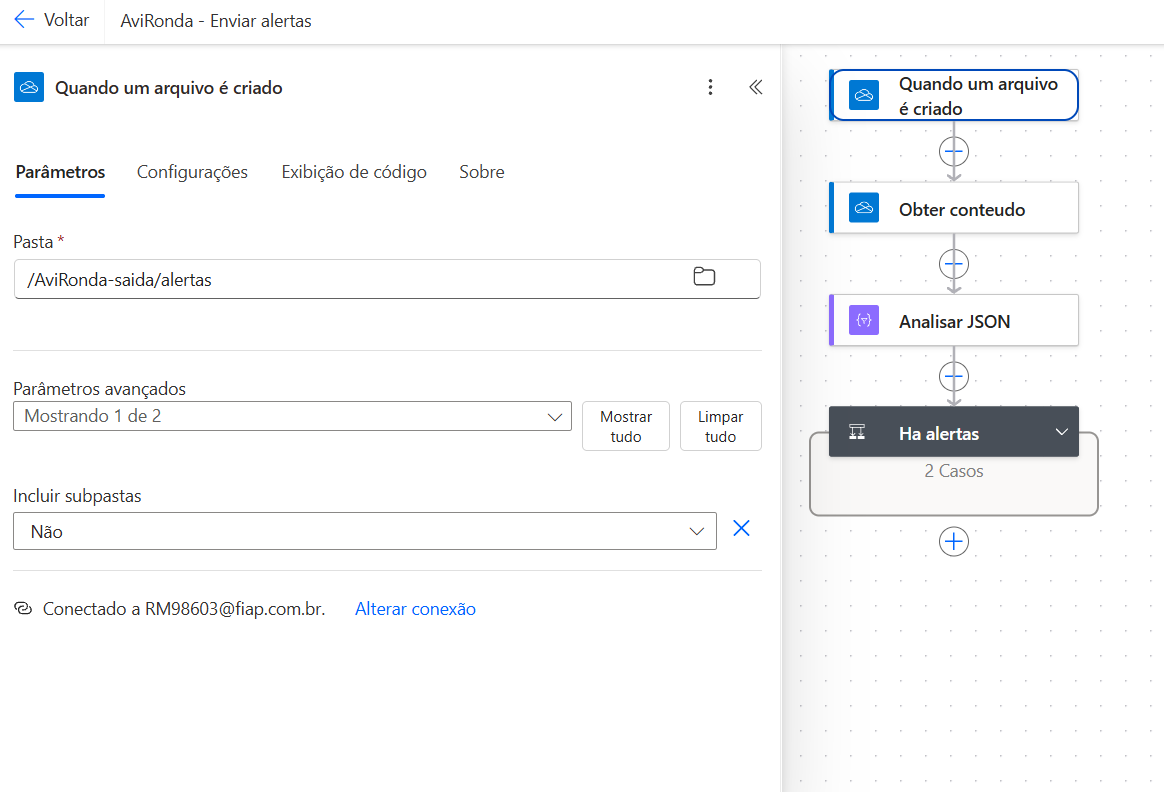 Voltar
AviRonda - Enviar alertas
Quando um arquivo é criado
Parâmetros
Configurações
Exibição de código
Sobre
Pasta *
/AviRonda-saida/alertas
Parâmetros avançados
Mostrando 1 de 2
Mostrar
tudo
Limpar
tudo
Incluir subpastas
Não
Conectado a RM98603@fiap.com.br.
Alterar conexão
Quando um arquivo
é criado
Obter conteudo
Analisar JSON
Ha alertas
2 Casos